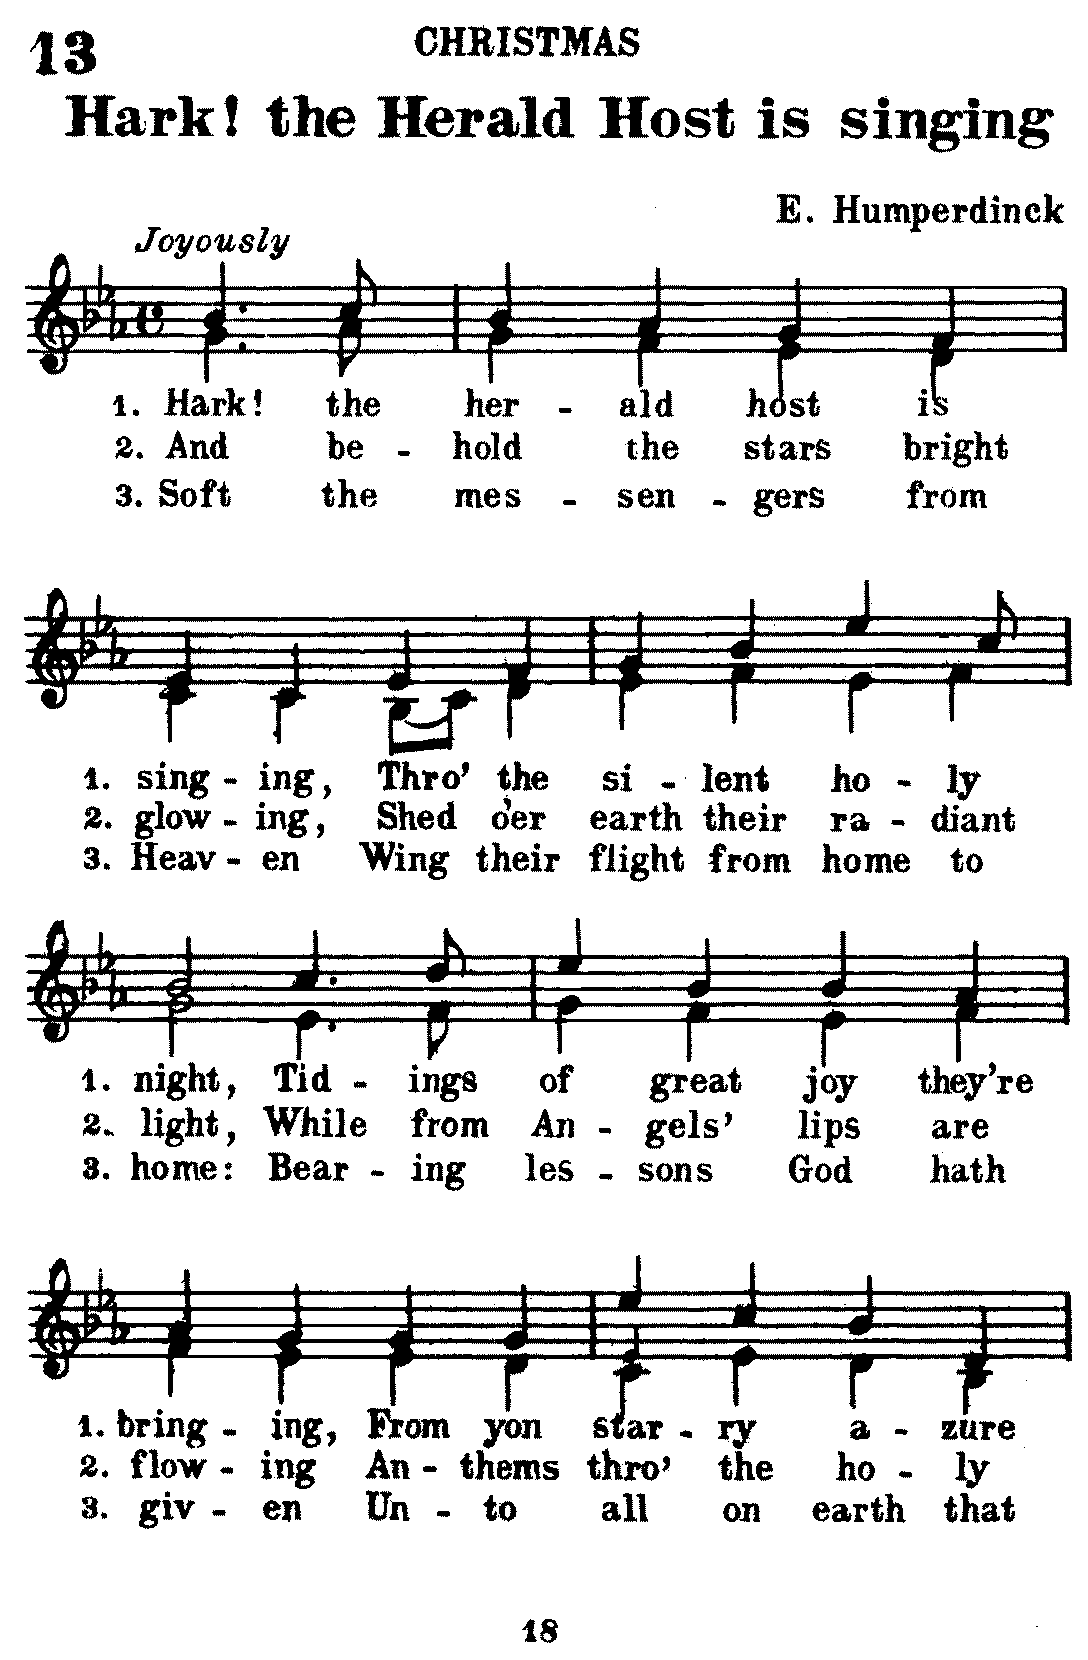 13
CHRISTMAS
Hark! the Herald Host is singing
E. Humperdinck
Joyously
1. Hark! the her - ald host is
2. And be - hold the stars bright
3. Soft the mes - sen - gers from
1. sing - ing, Thro' the si - lent ho - ly
2. glow - ing, Shed o'er earth their ra - diant
3. Heav - en Wing their flight from home to
1. night, Tid - ings of great joy they're
2. light, While from An - gels' lips are
3. home: Bear - ing les - sons God hath
1. bring - ing, From yon star - ry a - zure
2. flow - ing An - thems thro' the ho - ly
3. giv - en Un - to all on earth that
18